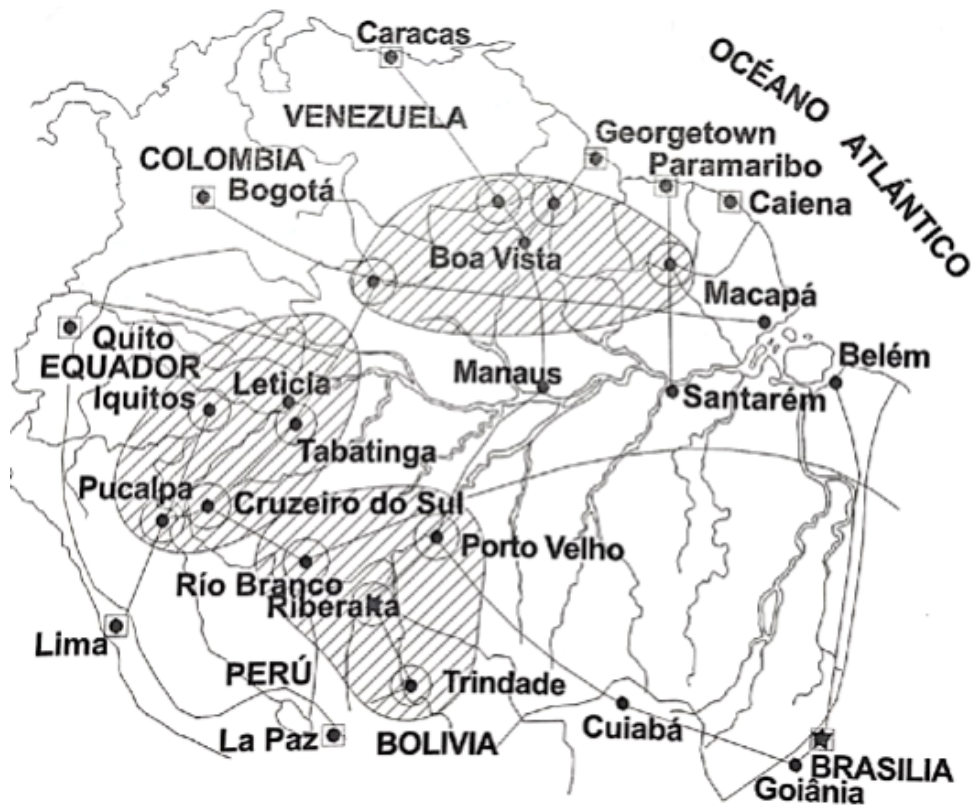 Caracas
OCÉANO ATLÁNTICO
VENEZUELA
Georgetown
COLOMBIA
Paramaribo
Bogotá
Caiena
Boa Vista
Macapá
Quito
EQUADOR
Belém
Manaus
Leticia
Iquitos
Santarém
Tabatinga
Pucalpa
Cruzeiro do Sul
Porto Velho
Río Branco
Riberalta
Lima
PERÚ
Trindade
Cuiabá
La Paz
BOLIVIA
BRASILIA
Goiânia